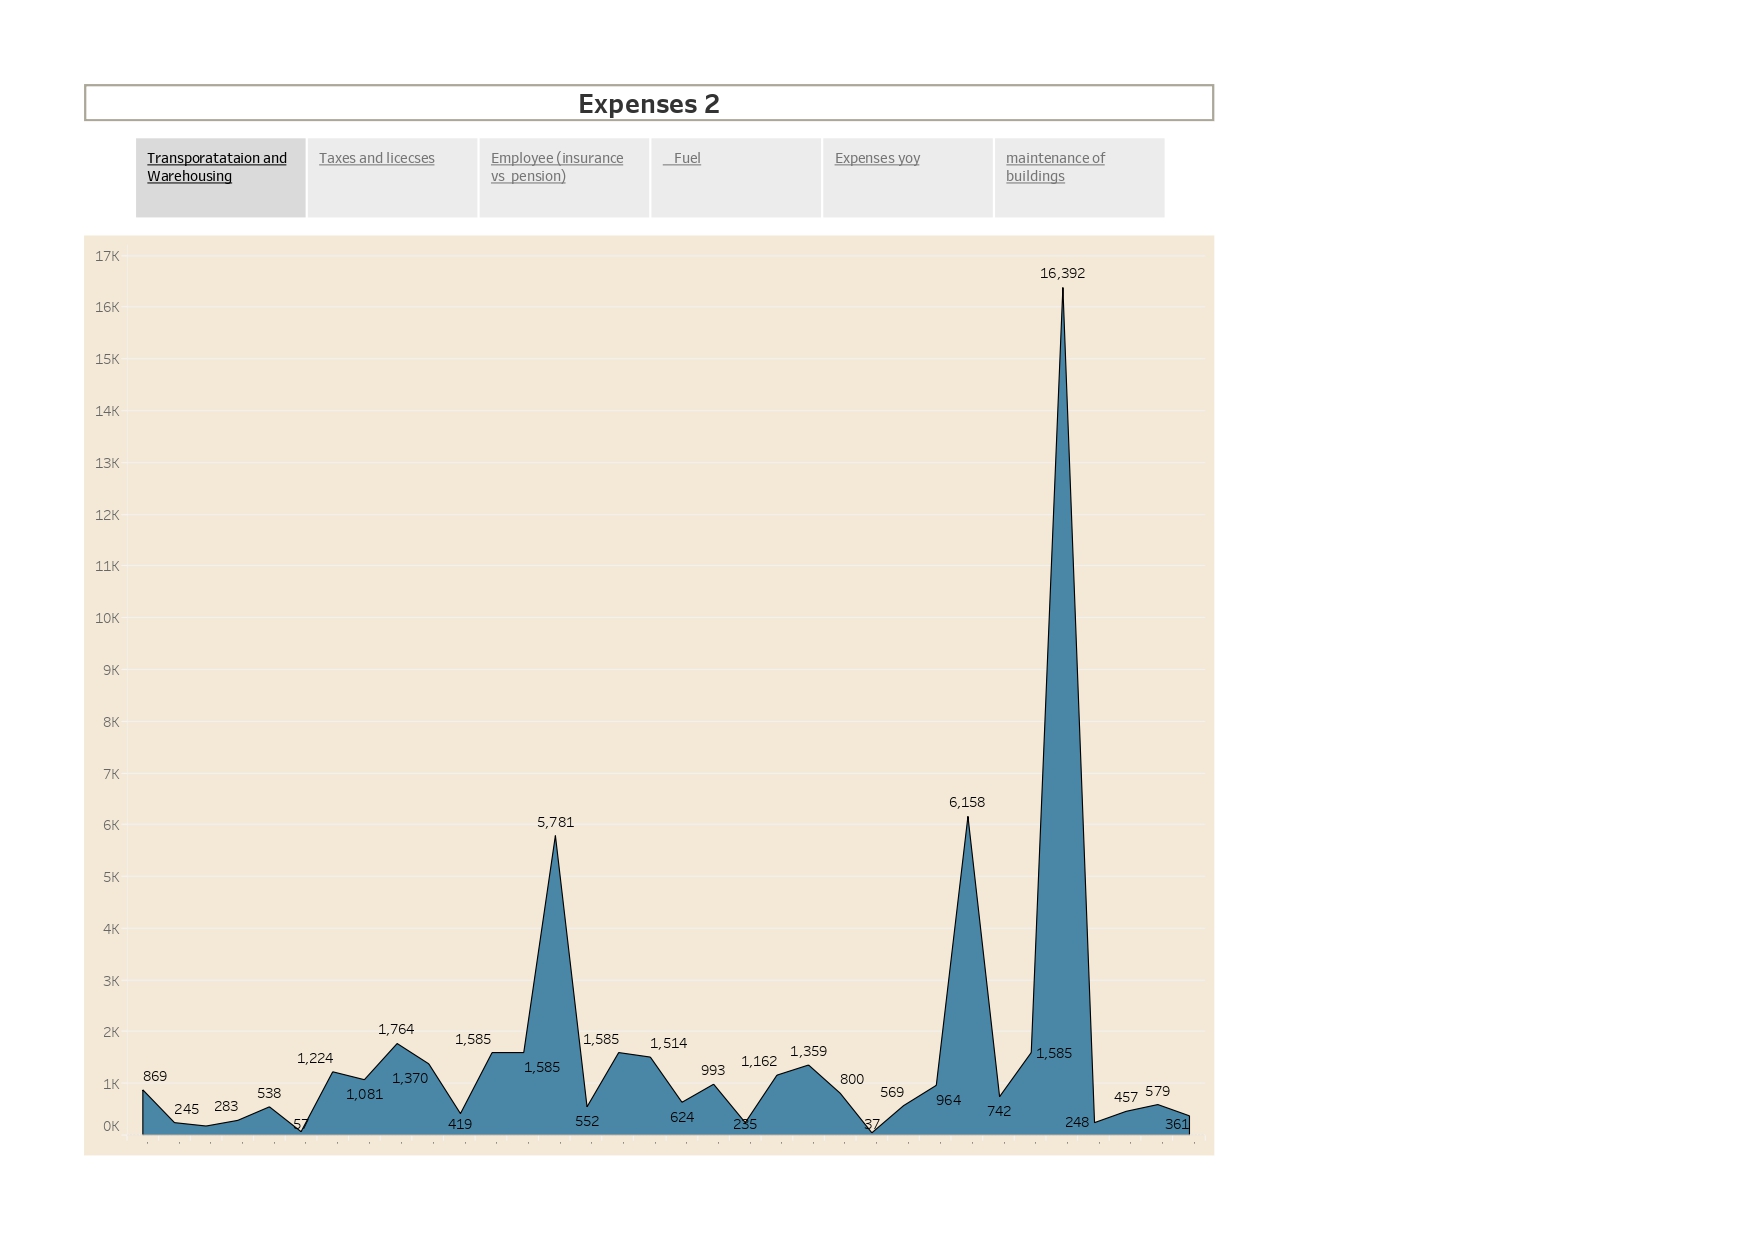 Expenses 2
Transporatataion and
Warehousing
Taxes and licecses
Employee (insurance
vs pension)
Fuel
Expenses yoy
maintenance of
buildings
17K
16,392
16K
15K
14K
13K
12K
11K
10K
9K
8K
7K
6,158
6K
5,781
5K
4K
3K
2K
1,764
1,585
1,585
1,514
1,359
1,224
1,162
1,585
1,585
993
869
1,370
800
1K
1,081
538
569
964
457
579
245
283
742
624
552
248
57
419
235
37
361
0K